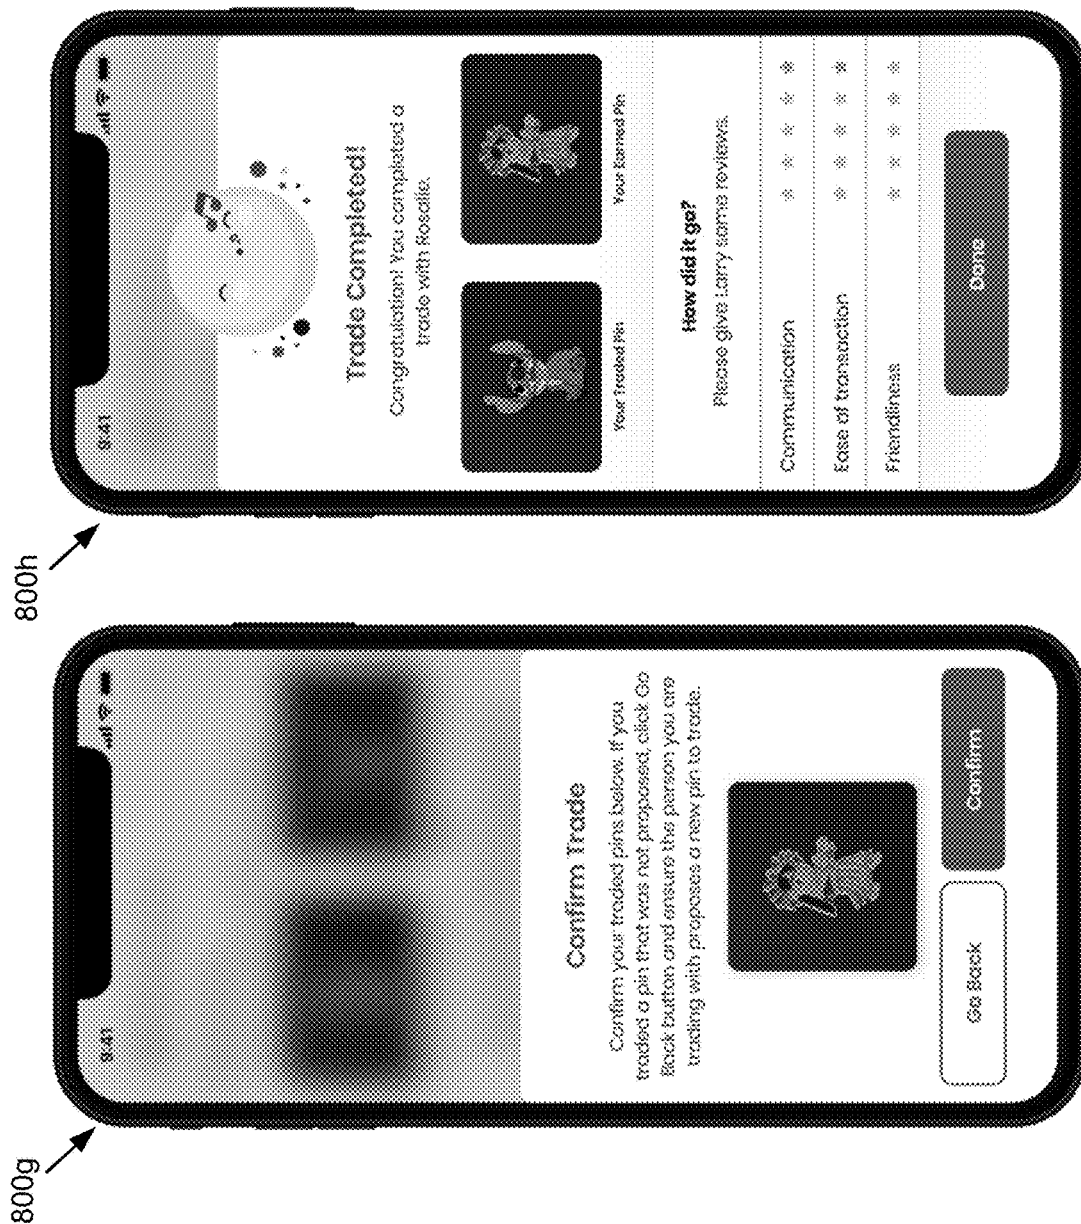 800g
9:41
Confirm Trade
Confirm your traded pins below. If you
traded a pin that was not proposed, click Go
Back button and ensure the person you are
trading with proposes a new pin to trade.
Go Back
Confirm
800h
9:41
Trade Completed!
Congratulation! You completed a
trade with Rosalie.
Your Traded Pin
Your Earned Pin
How did it go?
Please give Larry some reviews.
Communication
Ease of transaction
Friendliness
Done